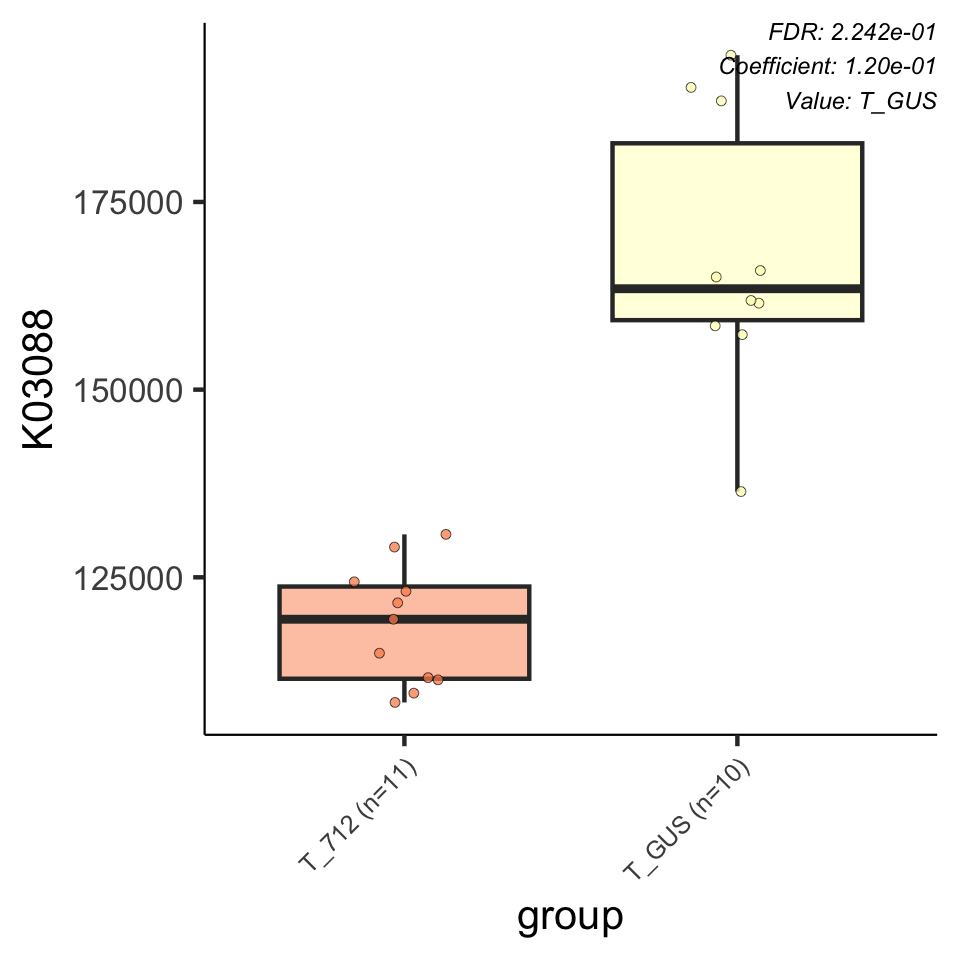 FDR: 2.242e-01
Coefficient: 1.20e-01
Value: T_GUS
175000
150000
125000
K03088
T_712 (n=11)
T_GUS (n=10)
group